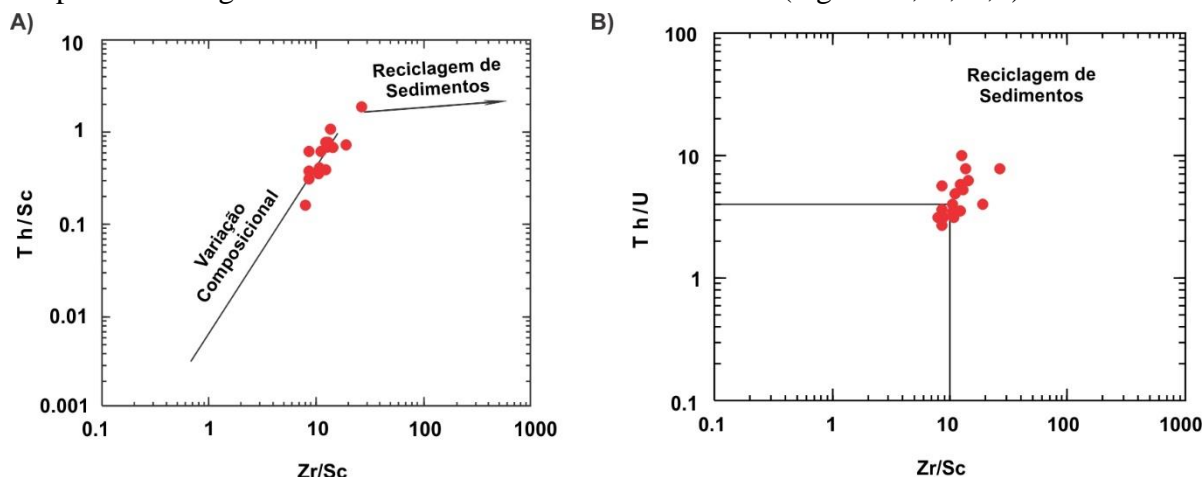 A)
10
1
0.1
0.01
0.001
Th/Sc
Reciclagem de
Sedimentos
Variação
Composicional
0.1
1
10
100
1000
Zr/Sc
B)
100
10
1
0.1
Th/U
Reciclagem de
Sedimentos
0.1
1
10
100
1000
Zr/Sc